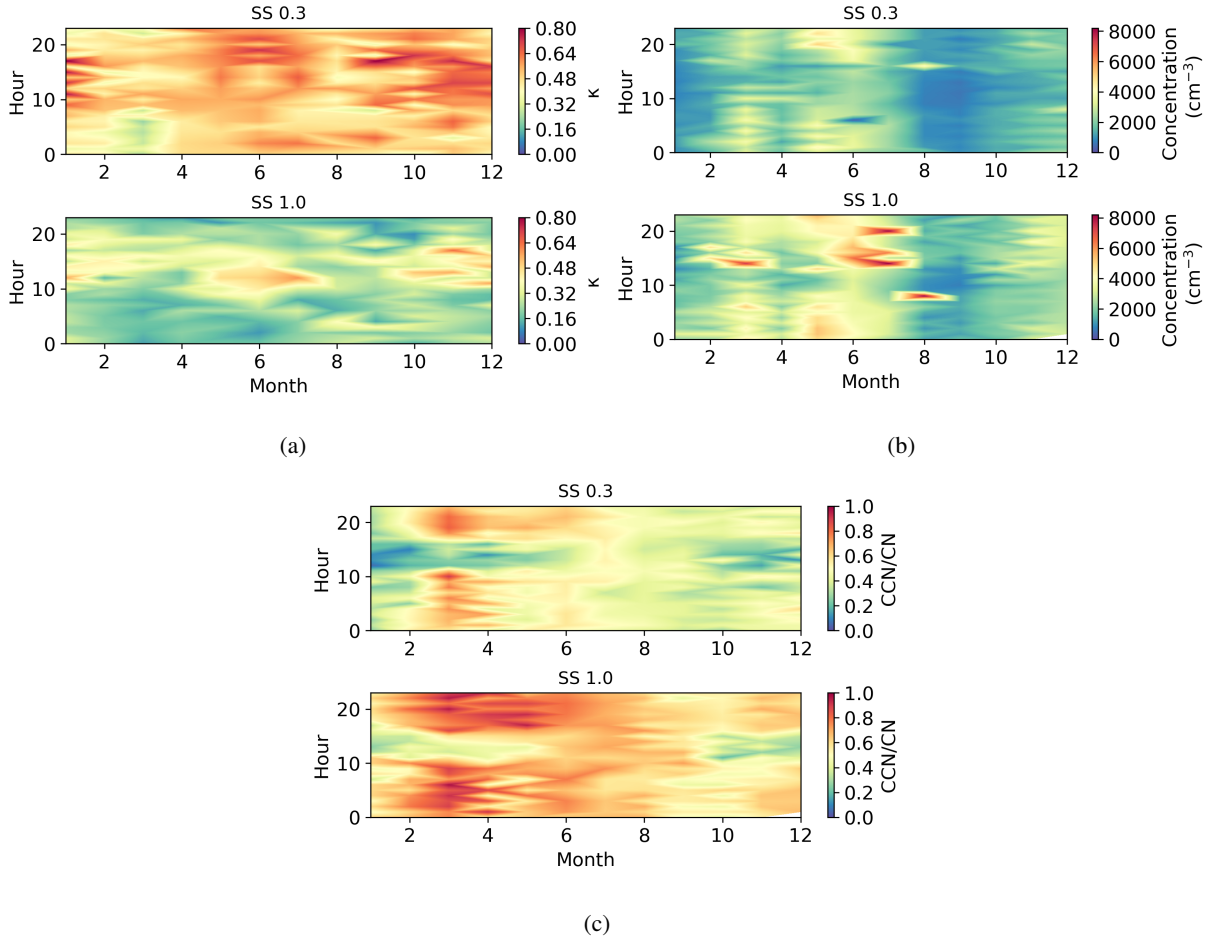 SS 0.3
20
10
0
Hour
2 4 6 8 10 12
0.80
0.64
0.48
0.32
0.16
0.00
κ
SS 1.0
20
10
0
Hour
2 4 6 8 10 12
Month
0.80
0.64
0.48
0.32
0.16
0.00
κ
(a)
SS 0.3
20
10
0
Hour
2 4 6 8 10 12
8000
6000
4000
2000
0
Concentration
(cm⁻³)
SS 1.0
20
10
0
Hour
2 4 6 8 10 12
Month
8000
6000
4000
2000
0
Concentration
(cm⁻³)
(b)
SS 0.3
20
10
0
Hour
2 4 6 8 10 12
1.0
0.8
0.6
0.4
0.2
0.0
CCN/CN
SS 1.0
20
10
0
Hour
2 4 6 8 10 12
Month
1.0
0.8
0.6
0.4
0.2
0.0
CCN/CN
(c)